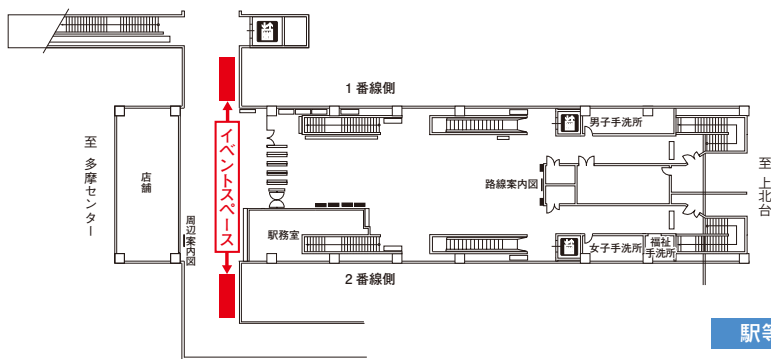 1 番線側
男子手洗所
至 多摩センター
店舗
イベントスペース
周辺案内図
路線案内図
至 上北台
駅務室
女子手洗所
福祉
手洗所
2 番線側
駅等